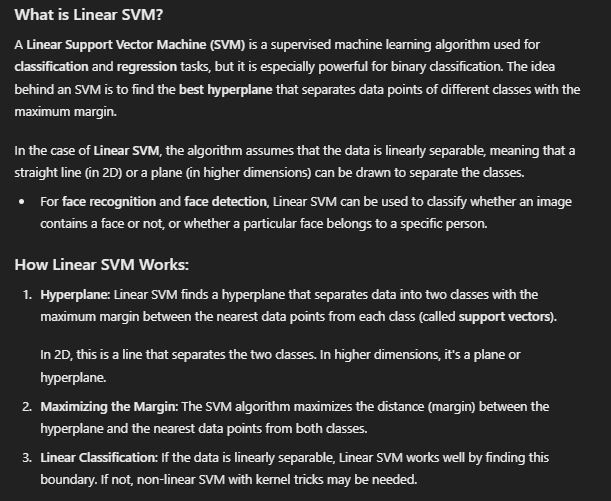 What is Linear SVM?
A Linear Support Vector Machine (SVM) is a supervised machine learning algorithm used for
classification and regression tasks, but it is especially powerful for binary classification. The idea
behind an SVM is to find the best hyperplane that separates data points of different classes with the
maximum margin.
In the case of Linear SVM, the algorithm assumes that the data is linearly separable, meaning that a
straight line (in 2D) or a plane (in higher dimensions) can be drawn to separate the classes.
• For face recognition and face detection, Linear SVM can be used to classify whether an image
contains a face or not, or whether a particular face belongs to a specific person.
How Linear SVM Works:
1. Hyperplane: Linear SVM finds a hyperplane that separates data into two classes with the
maximum margin between the nearest data points from each class (called support vectors).
In 2D, this is a line that separates the two classes. In higher dimensions, it's a plane or
hyperplane.
2. Maximizing the Margin: The SVM algorithm maximizes the distance (margin) between the
hyperplane and the nearest data points from both classes.
3. Linear Classification: If the data is linearly separable, Linear SVM works well by finding this
boundary. If not, non-linear SVM with kernel tricks may be needed.